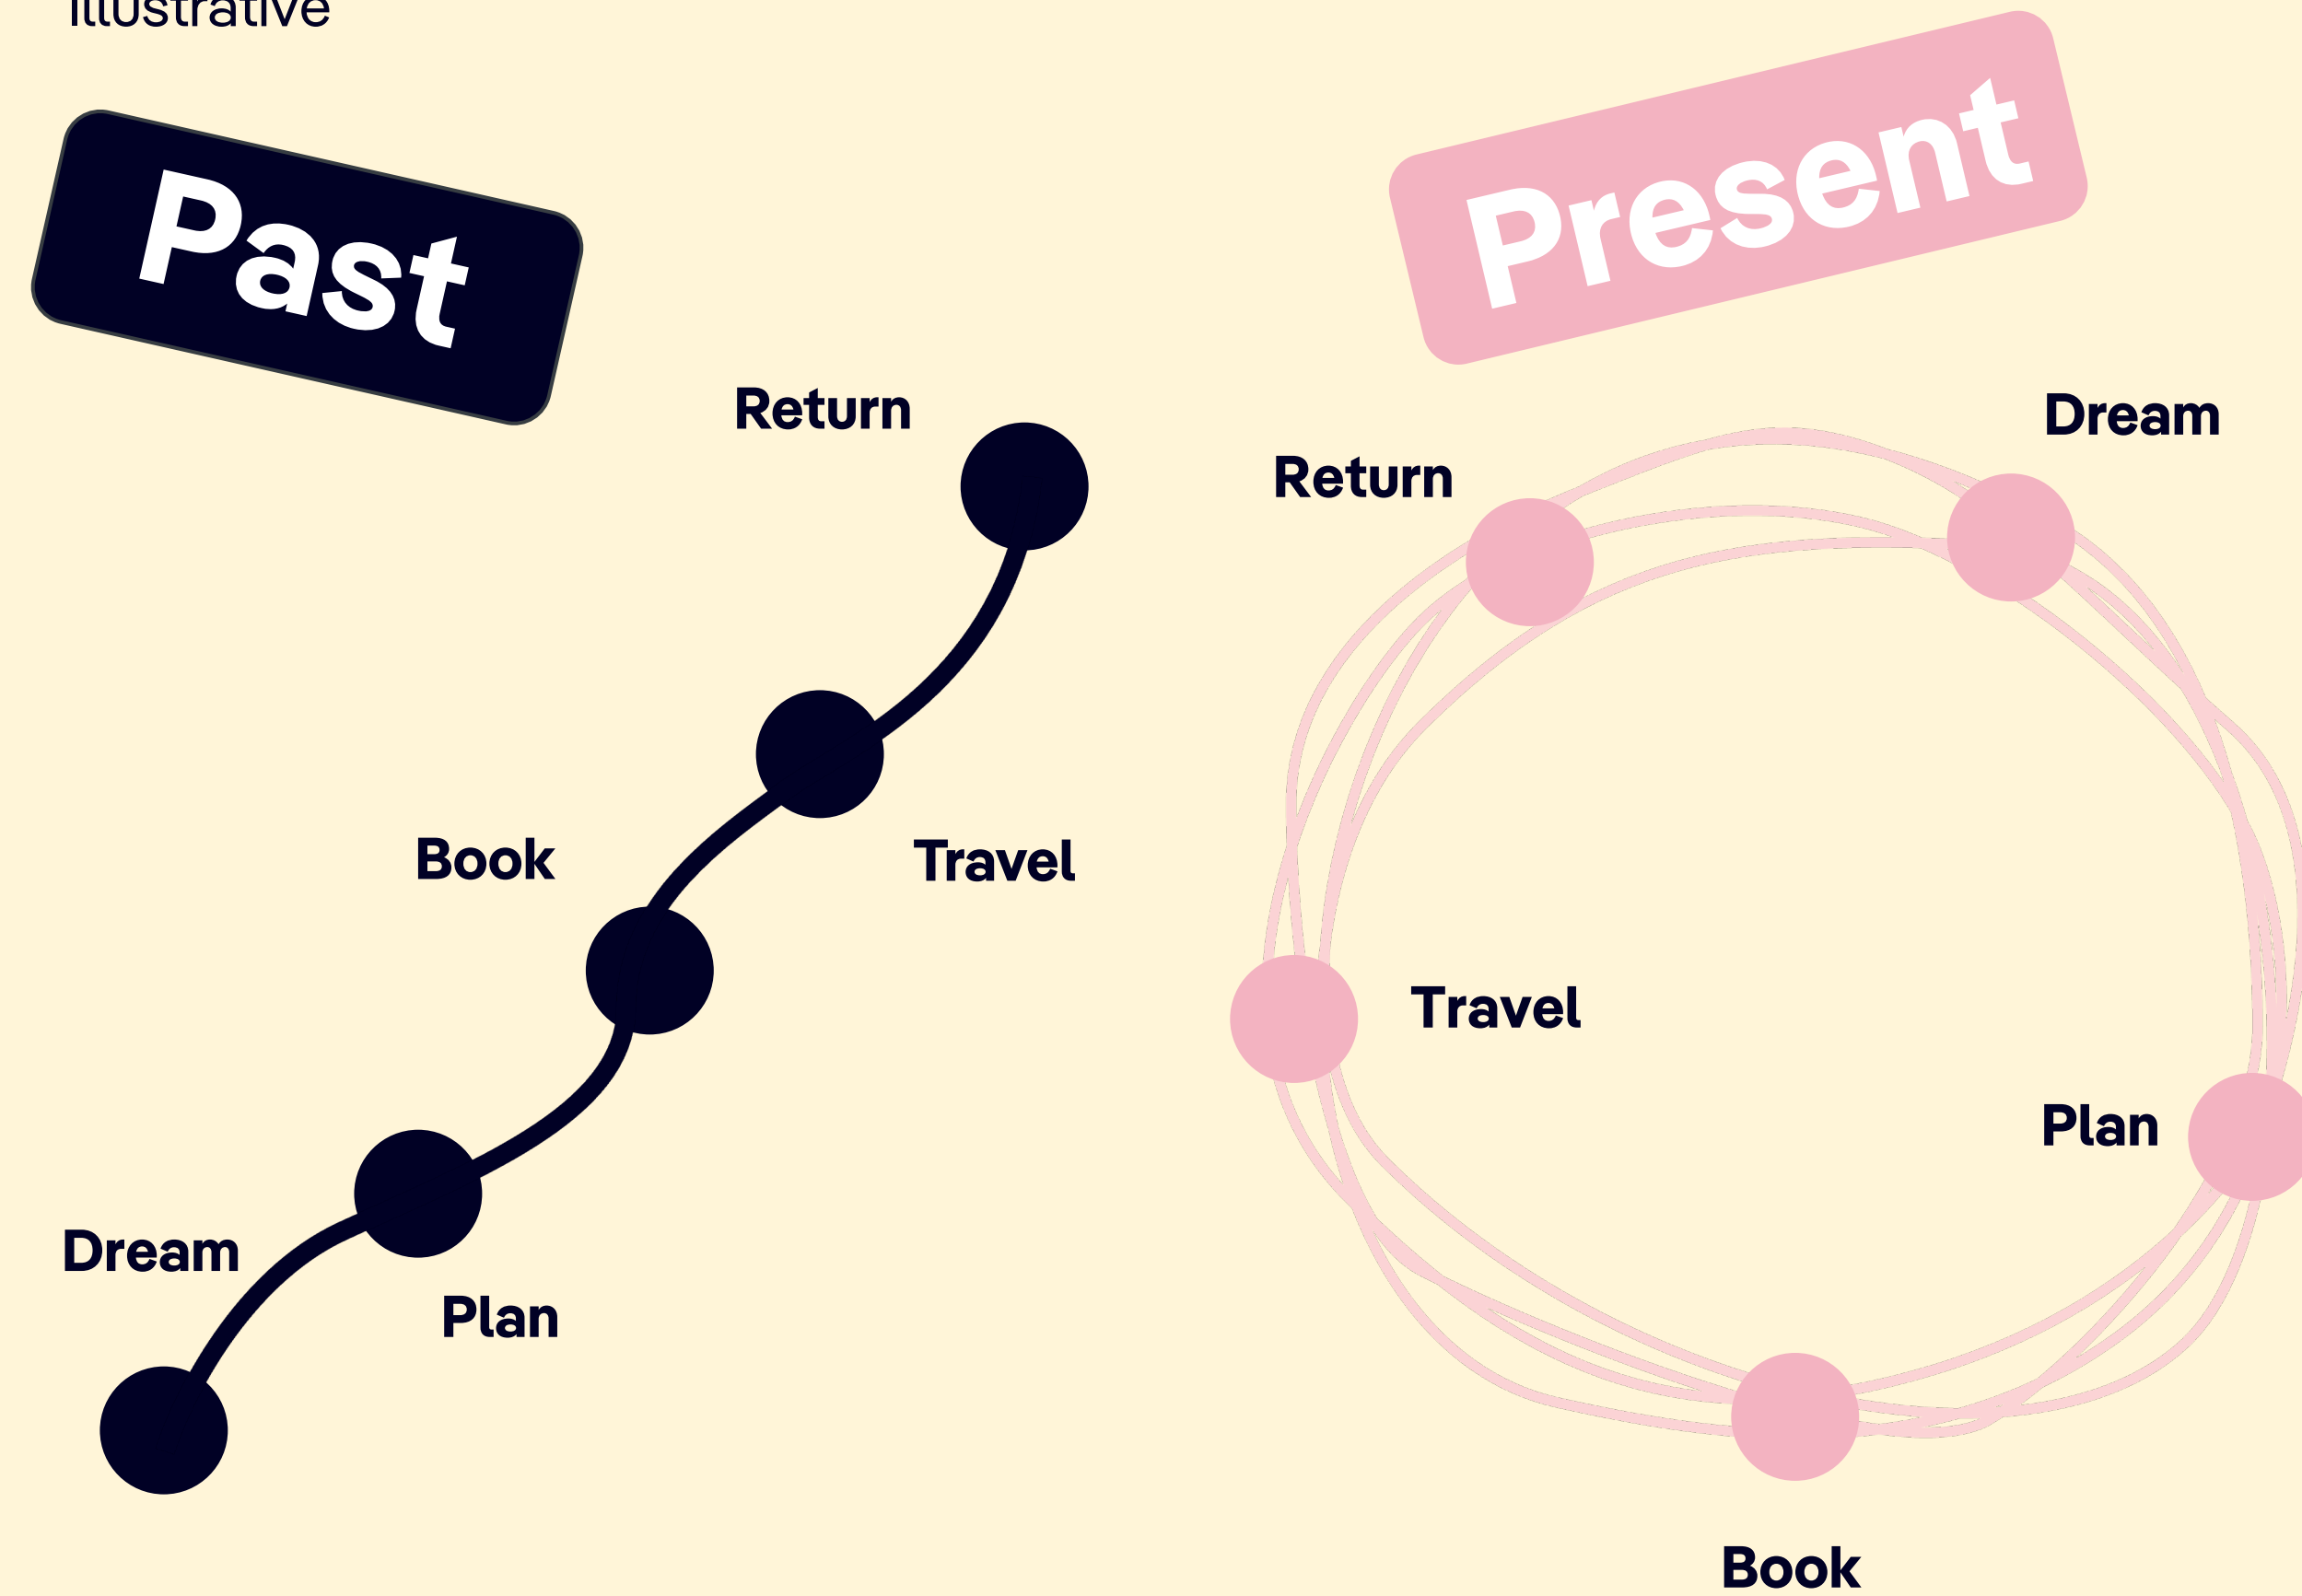 Illustrative
Past
Return
Book
Travel
Dream
Plan
Present
Dream
Return
Travel
Plan
Book